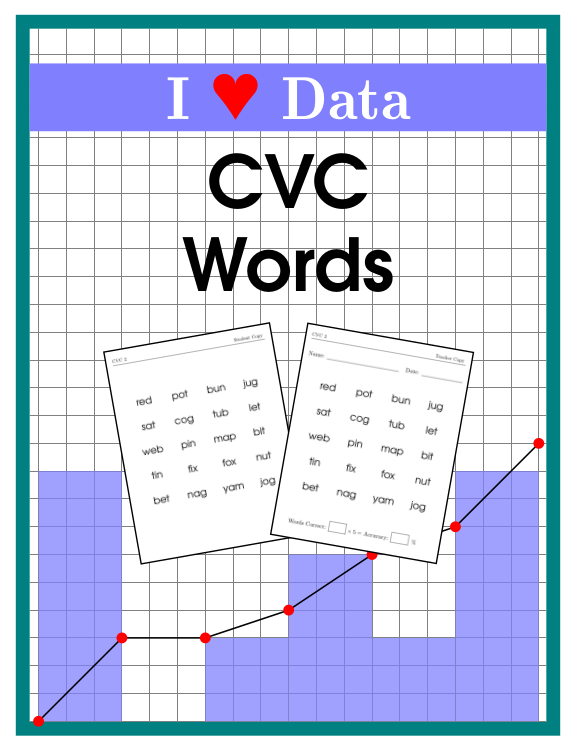 I ♥ Data
CVC
Words
CVC 2 Student Copy
red pot bun jug
sat cog tub let
web pin map bit
tin fix fox nut
bet nag yam jog
CVC 2 Teacher Copy
Name: Date:
red pot bun jug
sat cog tub let
web pin map bit
tin fix fox nut
bet nag yam jog
Words Correct: × 5 = Accuracy: %